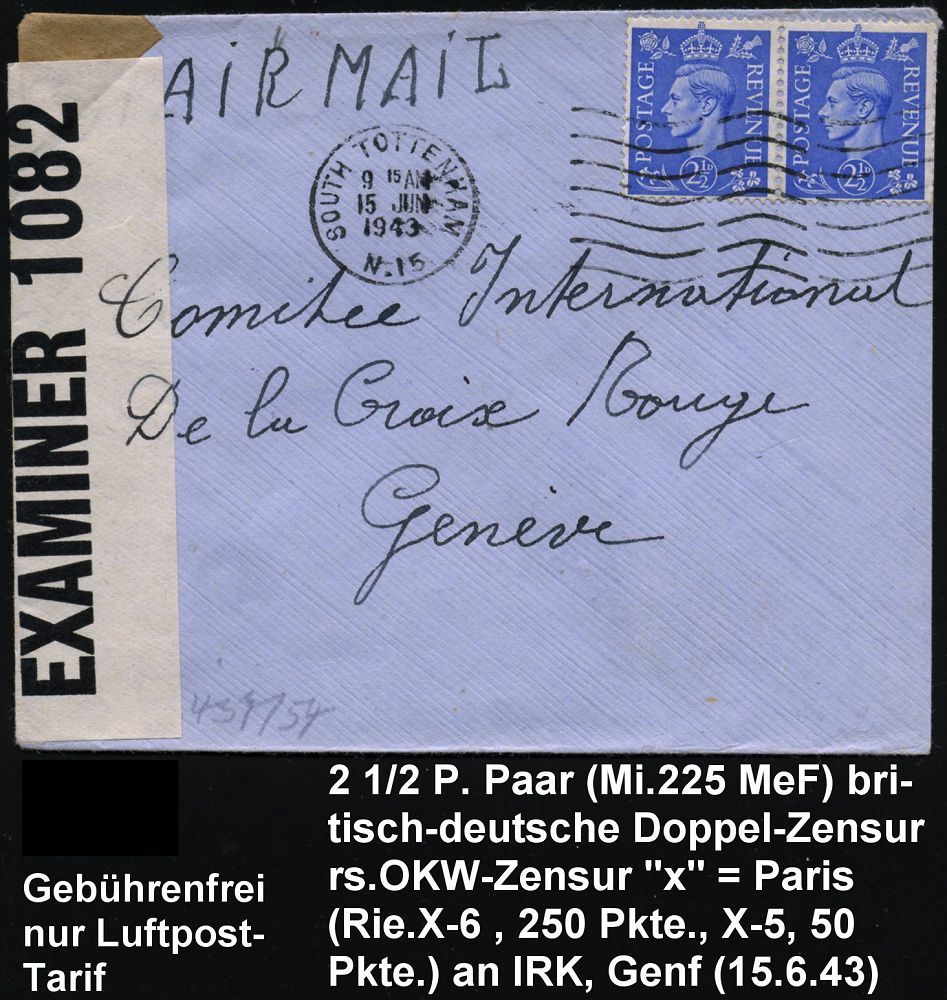 AiR MAIL
POSTAGE REVENUE
2½D
POSTAGE REVENUE
2½D
SOUTH TOTTENHAM
9 15 AM
15 JUN
1943
N.15
EXAMINER 1082
Comitee International
De la Croix Rouge
Genève
2 1/2 P. Paar (Mi.225 MeF) bri-
tisch-deutsche Doppel-Zensur
rs.OKW-Zensur "x" = Paris
(Rie.X-6 , 250 Pkte., X-5, 50
Pkte.) an IRK, Genf (15.6.43)
Gebührenfrei
nur Luftpost-
Tarif